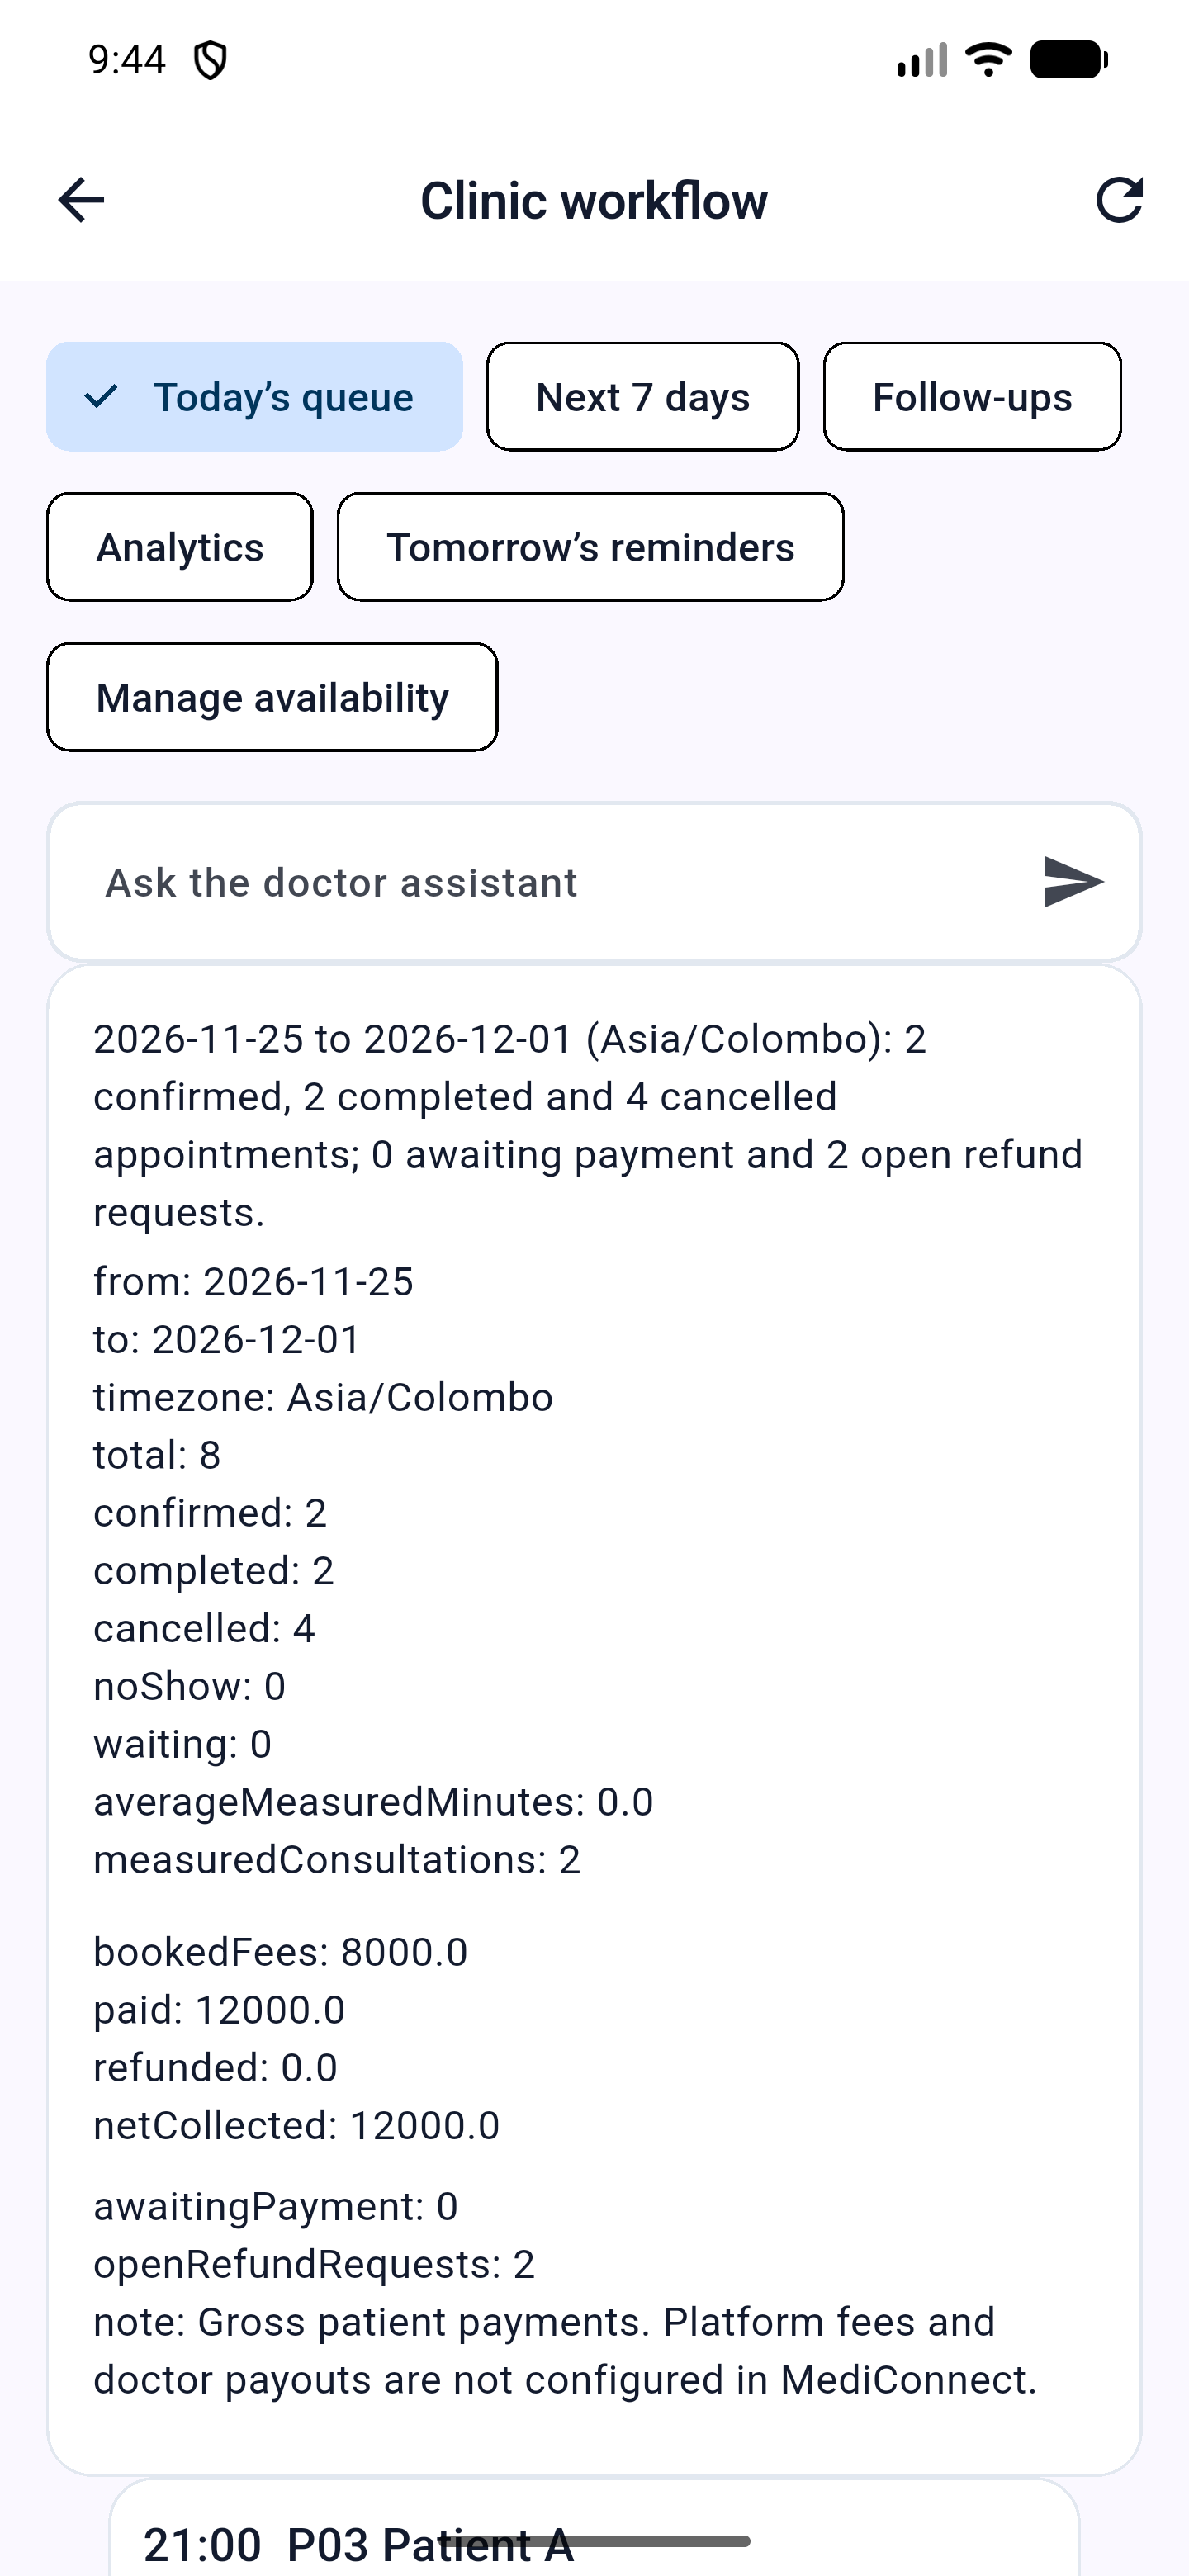 9:44
Clinic workflow
Today’s queue
Next 7 days
Follow-ups
Analytics
Tomorrow’s reminders
Manage availability
Ask the doctor assistant
2026-11-25 to 2026-12-01 (Asia/Colombo): 2
confirmed, 2 completed and 4 cancelled
appointments; 0 awaiting payment and 2 open refund
requests.
from: 2026-11-25
to: 2026-12-01
timezone: Asia/Colombo
total: 8
confirmed: 2
completed: 2
cancelled: 4
noShow: 0
waiting: 0
averageMeasuredMinutes: 0.0
measuredConsultations: 2
bookedFees: 8000.0
paid: 12000.0
refunded: 0.0
netCollected: 12000.0
awaitingPayment: 0
openRefundRequests: 2
note: Gross patient payments. Platform fees and
doctor payouts are not configured in MediConnect.
21:00 P03 Patient A